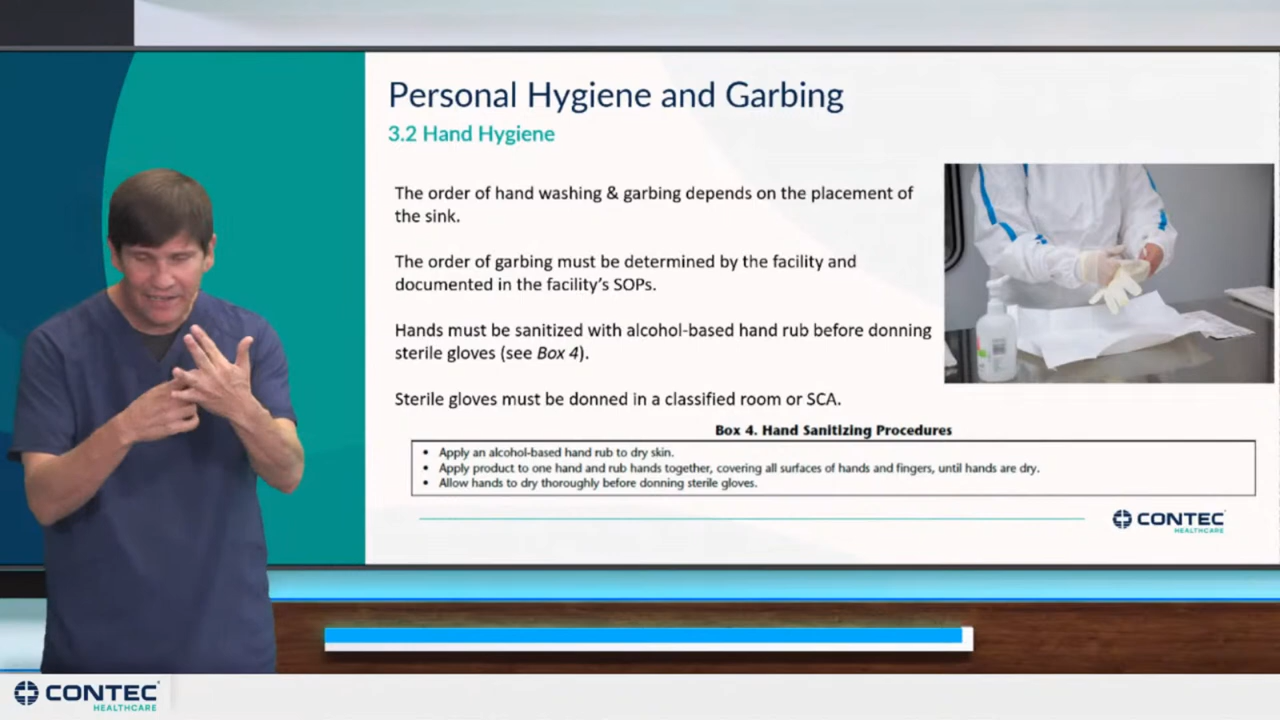 Personal Hygiene and Garbing
3.2 Hand Hygiene
The order of hand washing & garbing depends on the placement of
the sink.
The order of garbing must be determined by the facility and
documented in the facility's SOPs.
Hands must be sanitized with alcohol-based hand rub before donning
sterile gloves (see Box 4).
Sterile gloves must be donned in a classified room or SCA.
Box 4. Hand Sanitizing Procedures
• Apply an alcohol-based hand rub to dry skin.
• Apply product to one hand and rub hands together, covering all surfaces of hands and fingers, until hands are dry.
• Allow hands to dry thoroughly before donning sterile gloves.
CONTEC
HEALTHCARE
CONTEC
HEALTHCARE